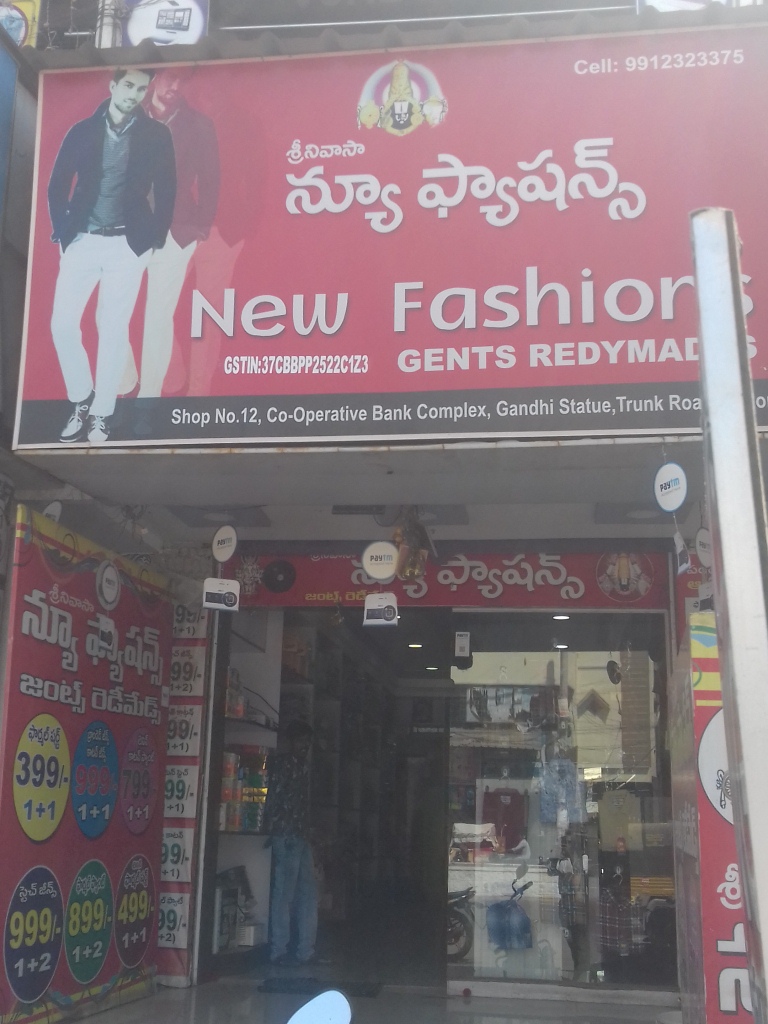 Cell: 9912323375
శ్రీనివాసా
న్యూ ఫ్యాషన్స్
New Fashions
GSTIN:37CBBPP2522C1Z3
GENTS REDYMADES
Shop No.12, Co-Operative Bank Complex, Gandhi Statue,Trunk Road
paytm
paytm
paytm
న్యూ ఫ్యాషన్స్
జంట్స్
శ్రీనివాసా
న్యూ ఫ్యాషన్స్
జంట్స్ రెడీమేడ్స్
399/-
1+1
999/-
1+1
799/-
1+1
999/-
1+2
899/-
1+2
499/-
1+1